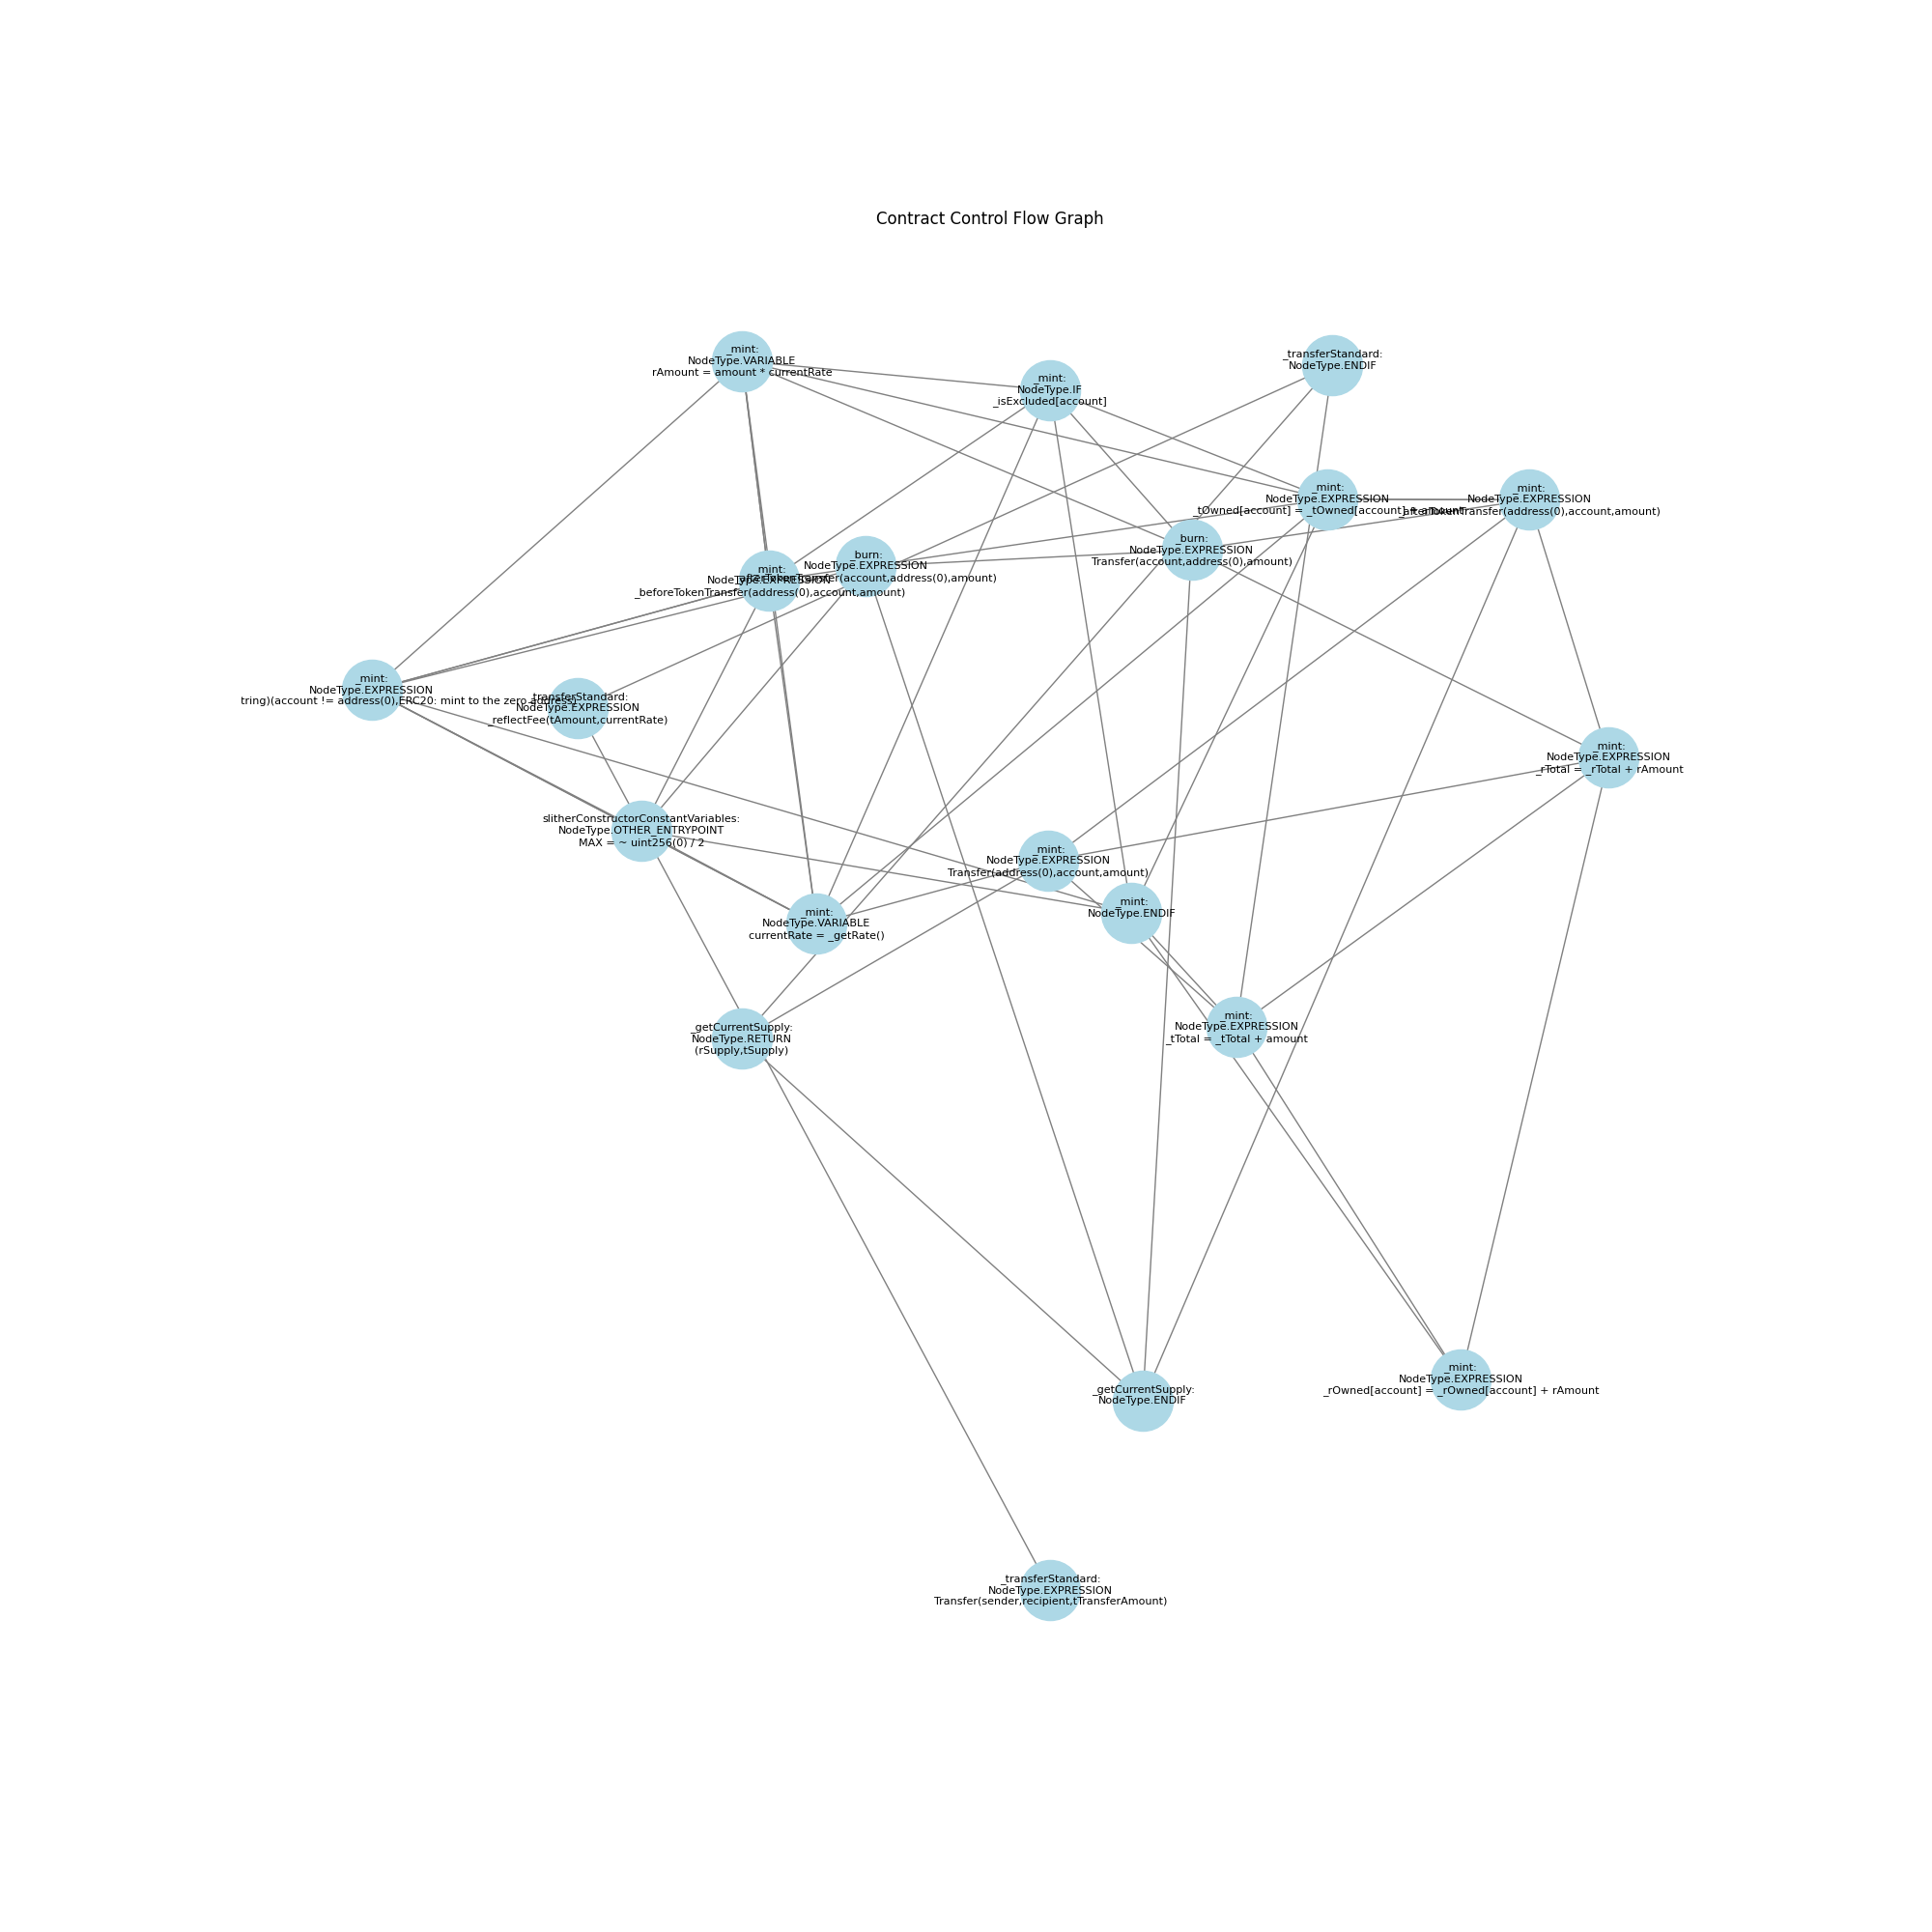 Contract Control Flow Graph
_mint:
NodeType.VARIABLE
rAmount = amount * currentRate
_transferStandard:
NodeType.ENDIF
_mint:
NodeType.IF
_isExcluded[account]
_mint:
NodeType.EXPRESSION
_tOwned[account] = _tOwned[account] + amount
_mint:
NodeType.EXPRESSION
_afterTokenTransfer(address(0),account,amount)
_burn:
NodeType.EXPRESSION
Transfer(account,address(0),amount)
_burn:
NodeType.EXPRESSION
_afterTokenTransfer(account,address(0),amount)
_mint:
NodeType.EXPRESSION
_beforeTokenTransfer(address(0),account,amount)
_mint:
NodeType.EXPRESSION
tring)(account != address(0),ERC20: mint to the zero address)
_transferStandard:
NodeType.EXPRESSION
_reflectFee(tAmount,currentRate)
_mint:
NodeType.EXPRESSION
_rTotal = _rTotal + rAmount
slitherConstructorConstantVariables:
NodeType.OTHER_ENTRYPOINT
MAX = ~ uint256(0) / 2
_mint:
NodeType.EXPRESSION
Transfer(address(0),account,amount)
_mint:
NodeType.ENDIF
_mint:
NodeType.VARIABLE
currentRate = _getRate()
_mint:
NodeType.EXPRESSION
_tTotal = _tTotal + amount
_getCurrentSupply:
NodeType.RETURN
(rSupply,tSupply)
_mint:
NodeType.EXPRESSION
_rOwned[account] = _rOwned[account] + rAmount
_getCurrentSupply:
NodeType.ENDIF
_transferStandard:
NodeType.EXPRESSION
Transfer(sender,recipient,tTransferAmount)